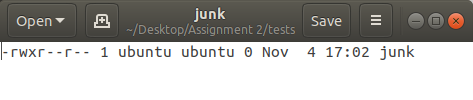 Open
junk
~/Desktop/Assignment 2/tests
Save
-rwxr--r-- 1 ubuntu ubuntu 0 Nov  4 17:02 junk